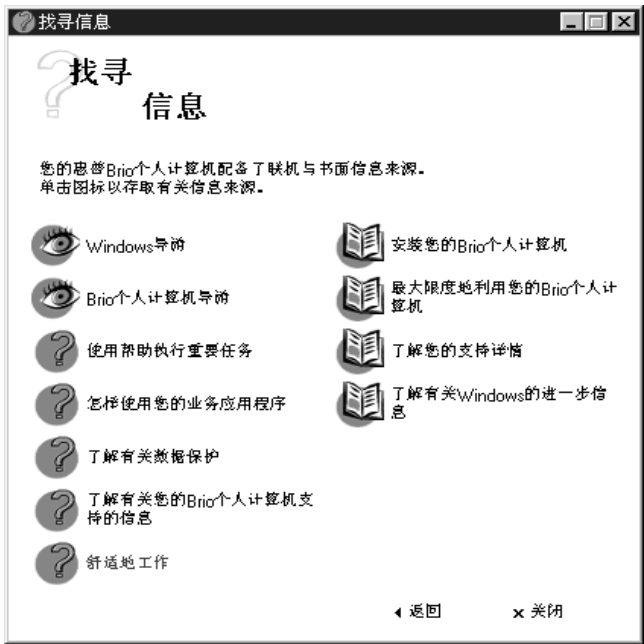 找寻信息
找寻
信息
您的惠普Brio个人计算机配备了联机与书面信息来源。
单击图标以存取有关信息来源。
Windows导游
Brio个人计算机导游
使用帮助执行重要任务
怎样使用您的业务应用程序
了解有关数据保护
了解有关您的Brio个人计算机支
持的信息
舒适地工作
安装您的Brio个人计算机
最大限度地利用您的Brio个人计
算机
了解您的支持详情
了解有关Windows的进一步信
息
返回
关闭